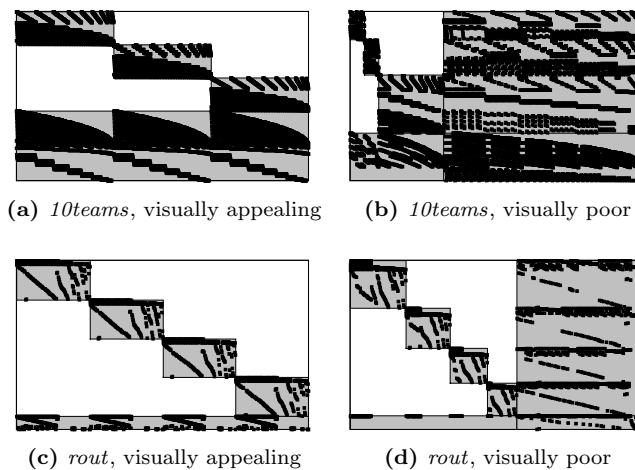 (a) 10teams, visually appealing
(b) 10teams, visually poor
(c) rout, visually appealing
(d) rout, visually poor